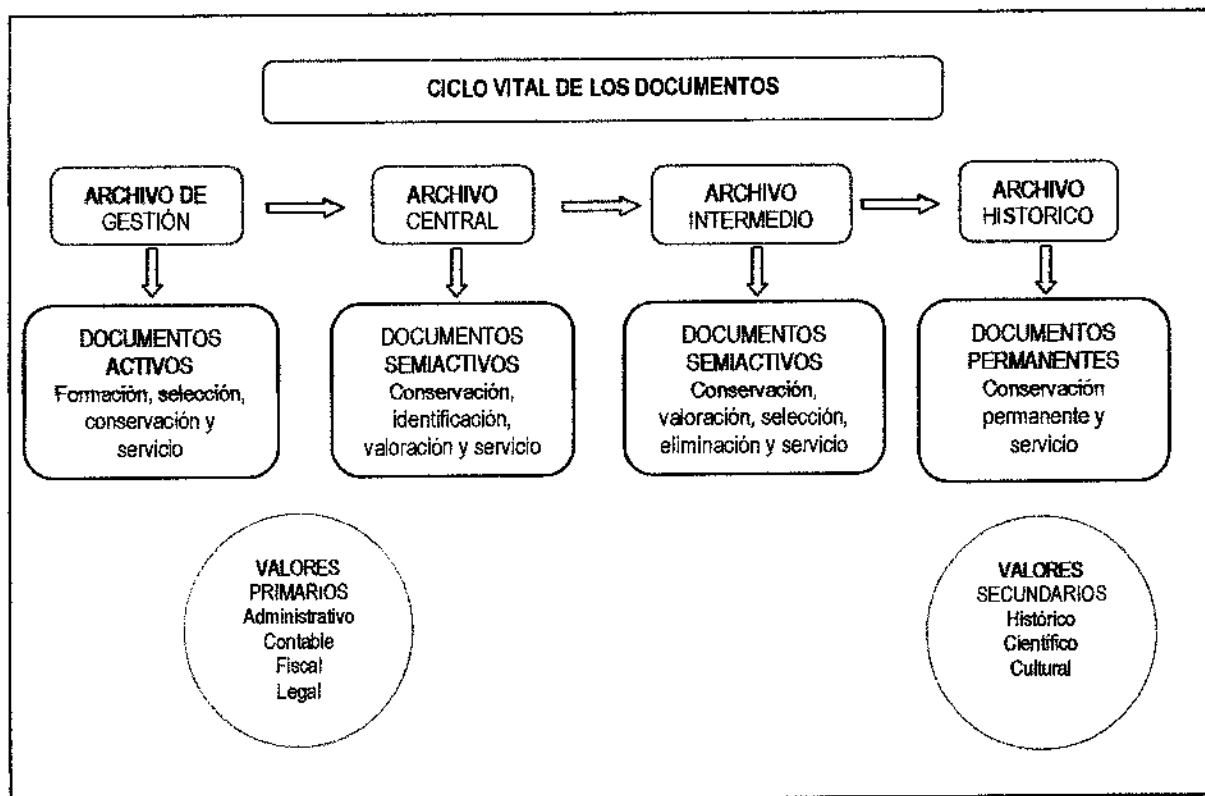 CICLO VITAL DE LOS DOCUMENTOS
ARCHIVO DE
GESTIÓN
ARCHIVO
CENTRAL
ARCHIVO
INTERMEDIO
ARCHIVO
HISTÓRICO
DOCUMENTOS
ACTIVOS
Formación, selección,
conservación y
servicio
DOCUMENTOS
SEMIACTIVOS
Conservación,
identificación,
valoración y servicio
DOCUMENTOS
SEMIACTIVOS
Conservación,
valoración, selección,
eliminación y servicio
DOCUMENTOS
PERMANENTES
Conservación
permanente y
servicio
VALORES
PRIMARIOS
Administrativo
Contable
Fiscal
Legal
VALORES
SECUNDARIOS
Histórico
Científico
Cultural